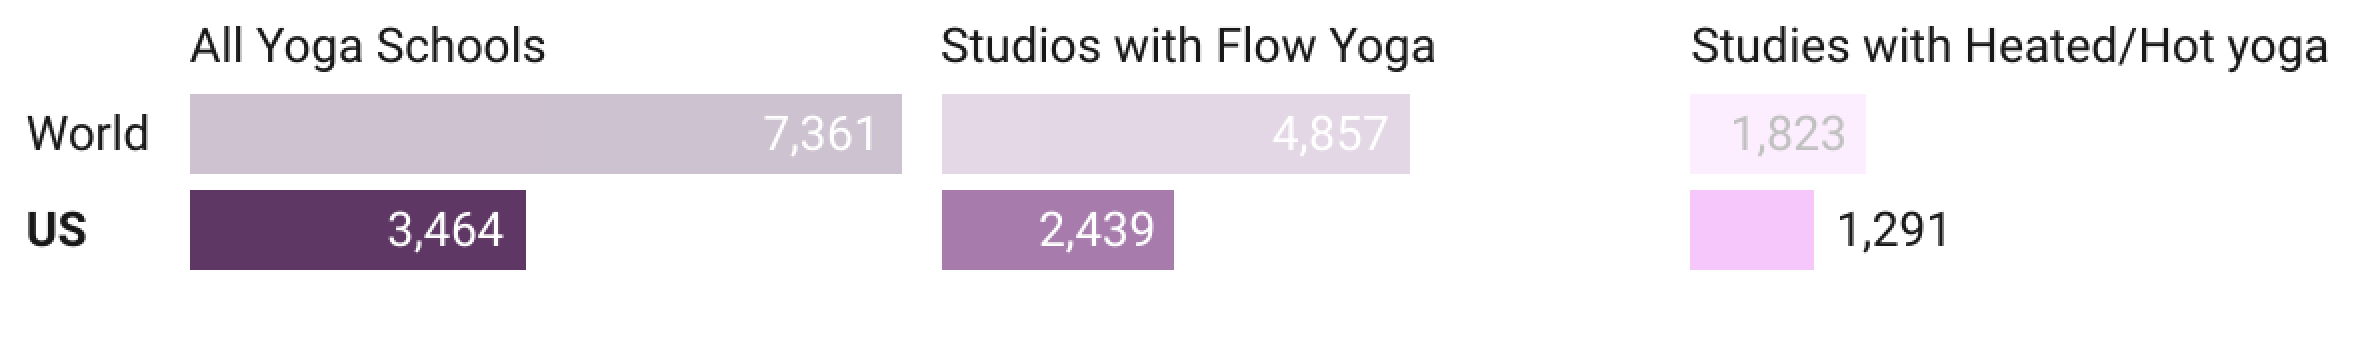 All Yoga Schools Studios with Flow Yoga Studies with Heated/Hot yoga
World 7,361 4,857 1,823
US 3,464 2,439 1,291